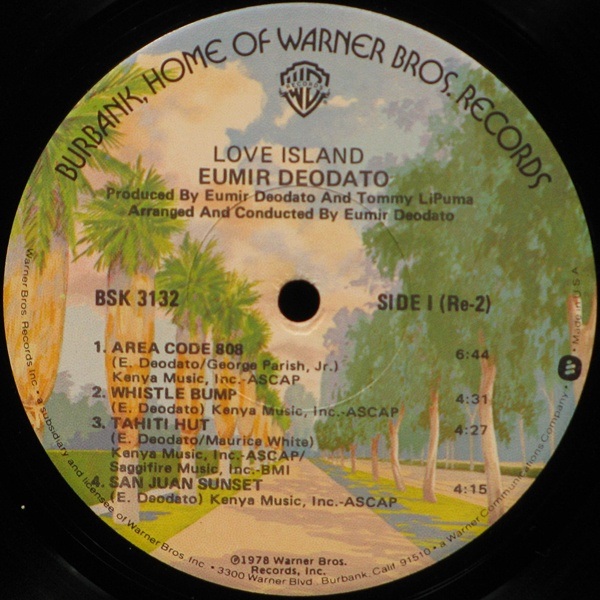 BURBANK, HOME OF WARNER BROS. RECORDS
WB
RECORDS
LOVE ISLAND
EUMIR DEODATO
Produced By Eumir Deodato And Tommy LiPuma
Arranged And Conducted By Eumir Deodato
BSK 3132
SIDE I (Re-2)
1. AREA CODE 808 6:44
(E. Deodato/George Parish, Jr.)
Kenya Music, Inc.-ASCAP
2. WHISTLE BUMP 4:31
(E. Deodato) Kenya Music, Inc.-ASCAP
3. TAHITI HUT 4:27
(E. Deodato/Maurice White)
Kenya Music, Inc.-ASCAP/
Saggifire Music, Inc.-BMI
4. SAN JUAN SUNSET 4:15
(E. Deodato) Kenya Music, Inc.-ASCAP
℗1978 Warner Bros.
Records, Inc.
Warner Bros. Records Inc. • a subsidiary and licensee of Warner Bros. Inc. • 3300 Warner Blvd. Burbank, Calif. 91510 • a Warner Communications Company • W • Made in U.S.A.